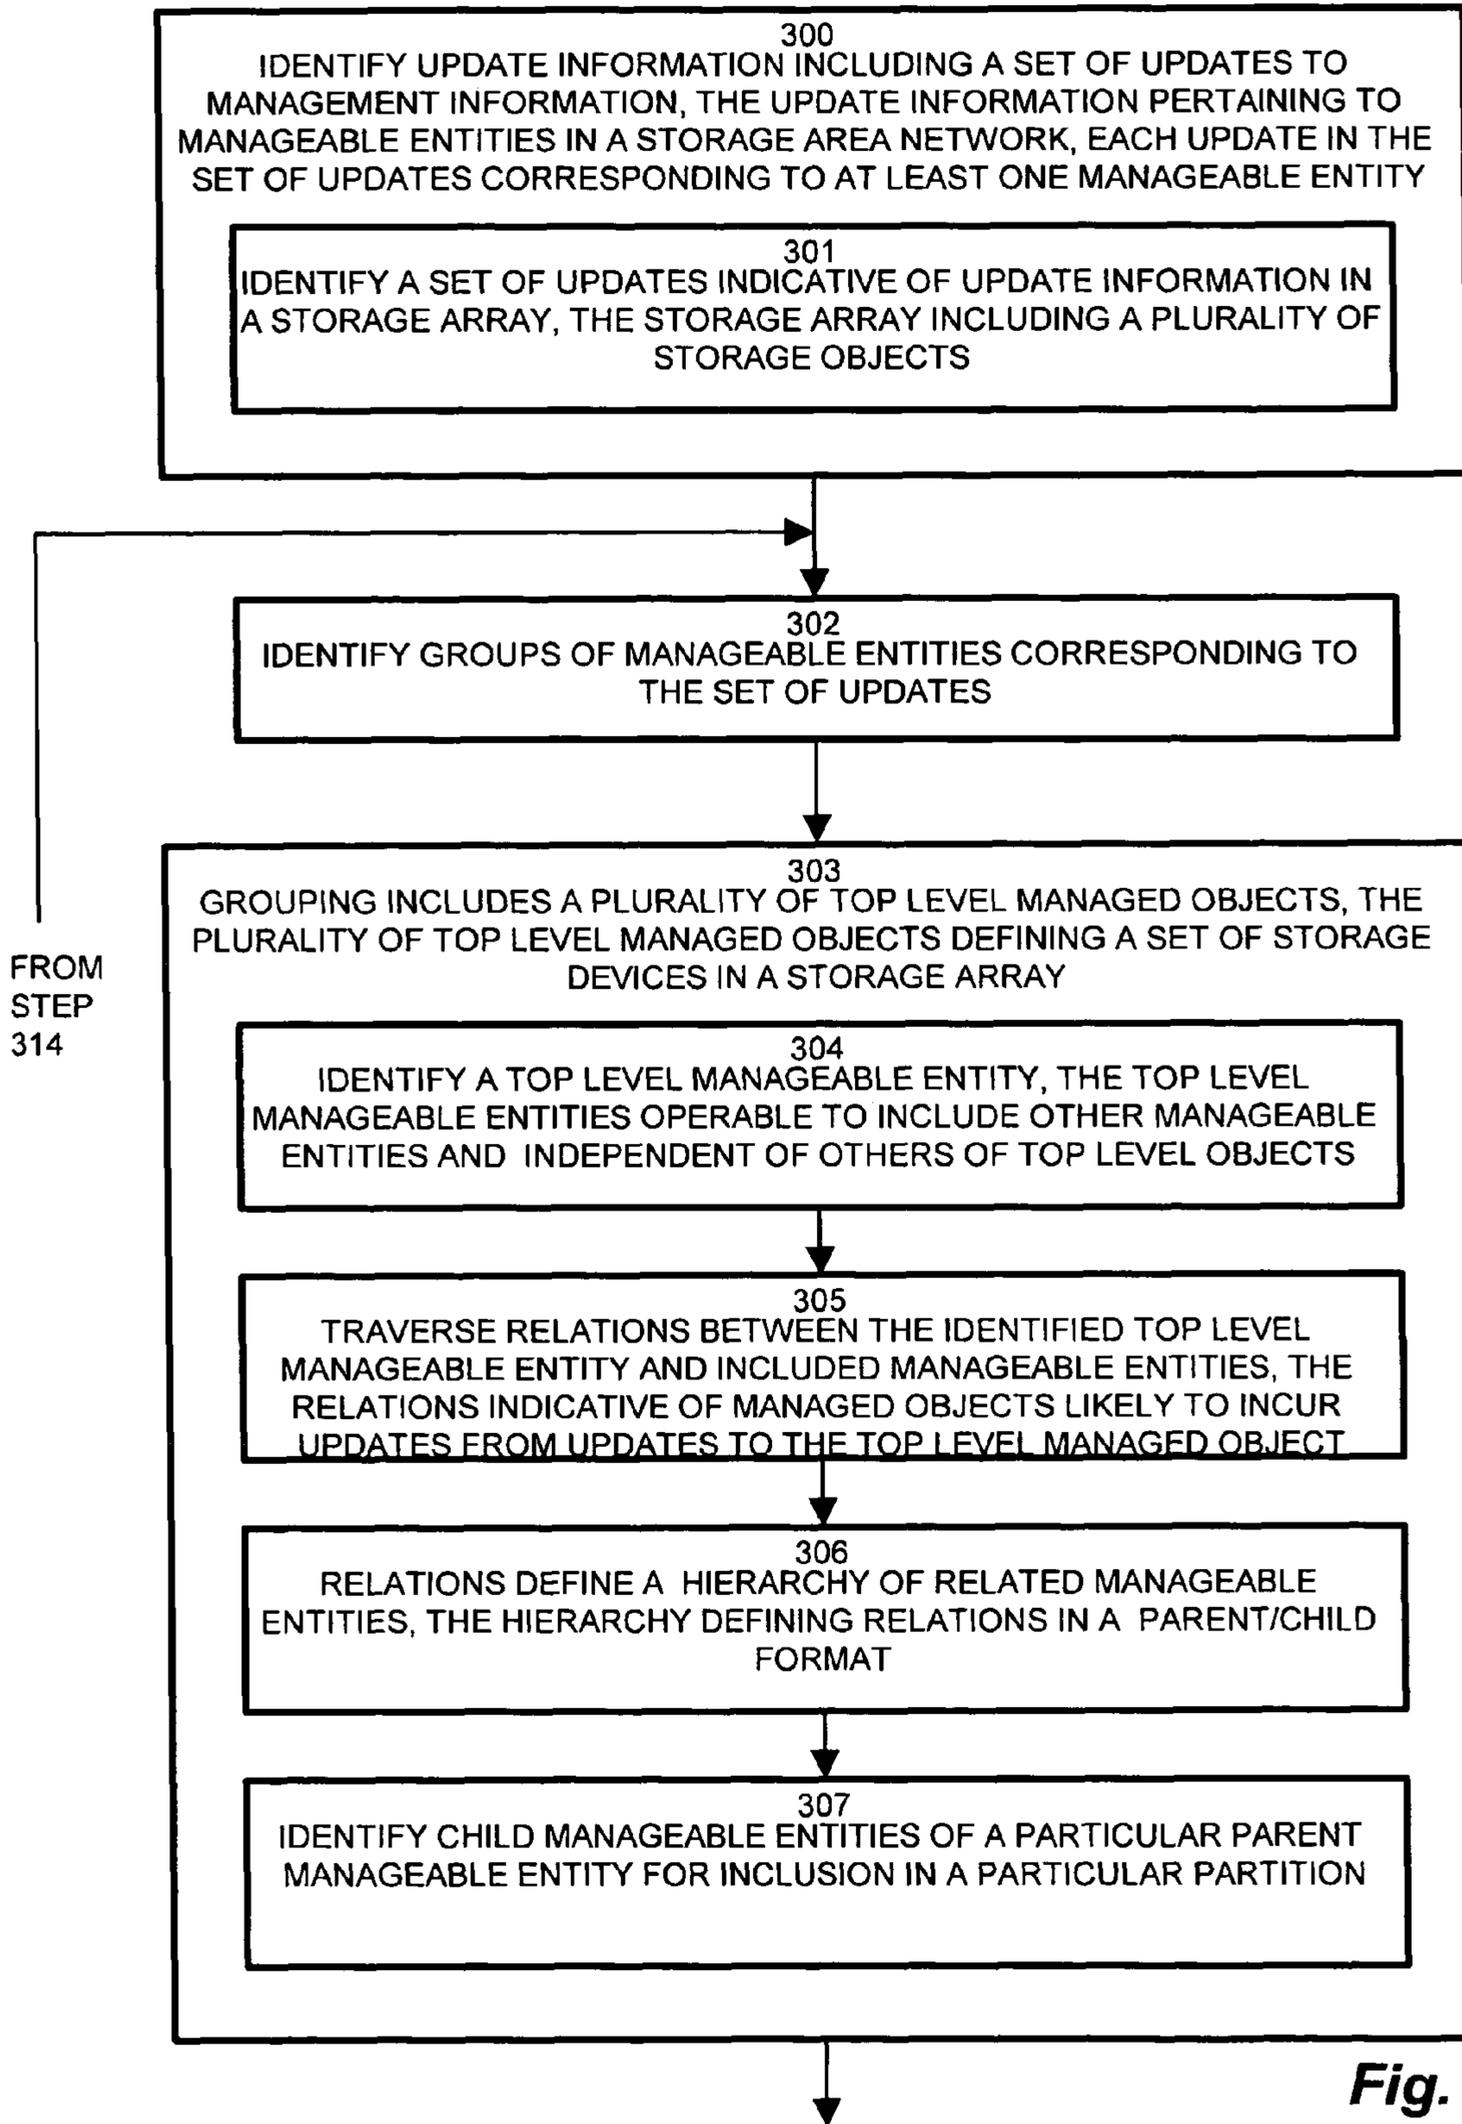 300
IDENTIFY UPDATE INFORMATION INCLUDING A SET OF UPDATES TO
MANAGEMENT INFORMATION, THE UPDATE INFORMATION PERTAINING TO
MANAGEABLE ENTITIES IN A STORAGE AREA NETWORK, EACH UPDATE IN THE
SET OF UPDATES CORRESPONDING TO AT LEAST ONE MANAGEABLE ENTITY
301
IDENTIFY A SET OF UPDATES INDICATIVE OF UPDATE INFORMATION IN
A STORAGE ARRAY, THE STORAGE ARRAY INCLUDING A PLURALITY OF
STORAGE OBJECTS
302
IDENTIFY GROUPS OF MANAGEABLE ENTITIES CORRESPONDING TO
THE SET OF UPDATES
303
GROUPING INCLUDES A PLURALITY OF TOP LEVEL MANAGED OBJECTS, THE
PLURALITY OF TOP LEVEL MANAGED OBJECTS DEFINING A SET OF STORAGE
DEVICES IN A STORAGE ARRAY
FROM
STEP
314
304
IDENTIFY A TOP LEVEL MANAGEABLE ENTITY, THE TOP LEVEL
MANAGEABLE ENTITIES OPERABLE TO INCLUDE OTHER MANAGEABLE
ENTITIES AND INDEPENDENT OF OTHERS OF TOP LEVEL OBJECTS
305
TRAVERSE RELATIONS BETWEEN THE IDENTIFIED TOP LEVEL
MANAGEABLE ENTITY AND INCLUDED MANAGEABLE ENTITIES, THE
RELATIONS INDICATIVE OF MANAGED OBJECTS LIKELY TO INCUR
UPDATES FROM UPDATES TO THE TOP LEVEL MANAGED OBJECT
306
RELATIONS DEFINE A HIERARCHY OF RELATED MANAGEABLE
ENTITIES, THE HIERARCHY DEFINING RELATIONS IN A PARENT/CHILD
FORMAT
307
IDENTIFY CHILD MANAGEABLE ENTITIES OF A PARTICULAR PARENT
MANAGEABLE ENTITY FOR INCLUSION IN A PARTICULAR PARTITION
Fig.